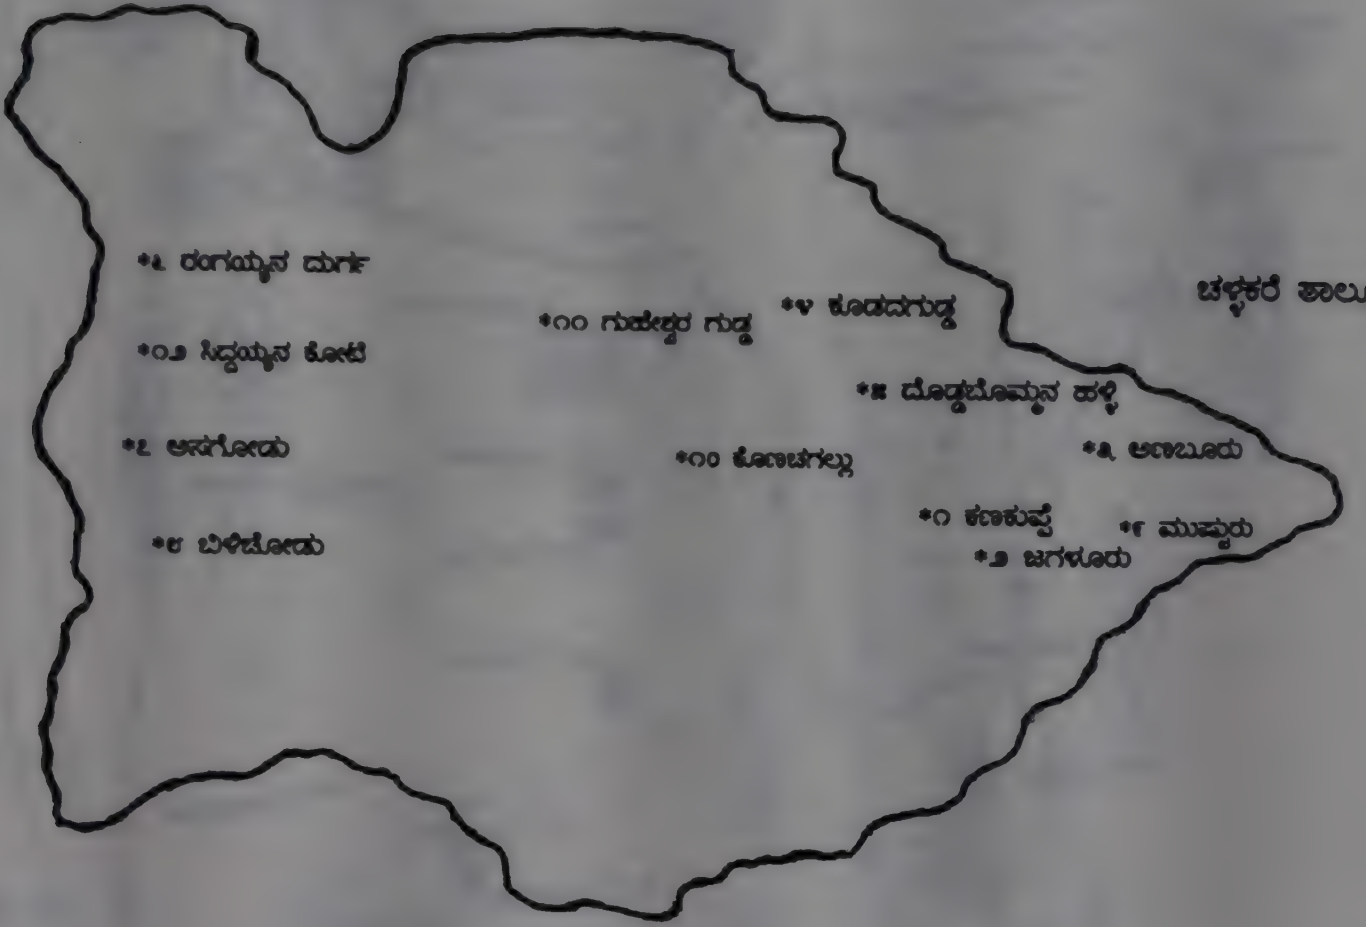 *೬ ರಂಗಯ್ಯನ ದುರ್ಗ
ಚಳ್ಳಕೆರೆ
*೪ ಕೂಡದಗುಡ್ಡ
*೧೧ ಗುಹೇಶ್ವರ ಗುಡ್ಡ
*೧೨ ಸಿದ್ದಯ್ಯನ ಕೋಟೆ
*೫ ದೊಡ್ಡಬೊಮ್ಮನ ಹಳ್ಳಿ
*೭ ಅಸಗೋಡು
*೩ ಅಣಬೂರು
*೧೦ ಕೊಣಚಗಲ್ಲು
*೧ ಕಣಕುಪ್ಪೆ
*೯ ಮುಷ್ಟುರು
*೮ ಬಿಳಿಚೋಡು
*೨ ಜಗಳೂರು